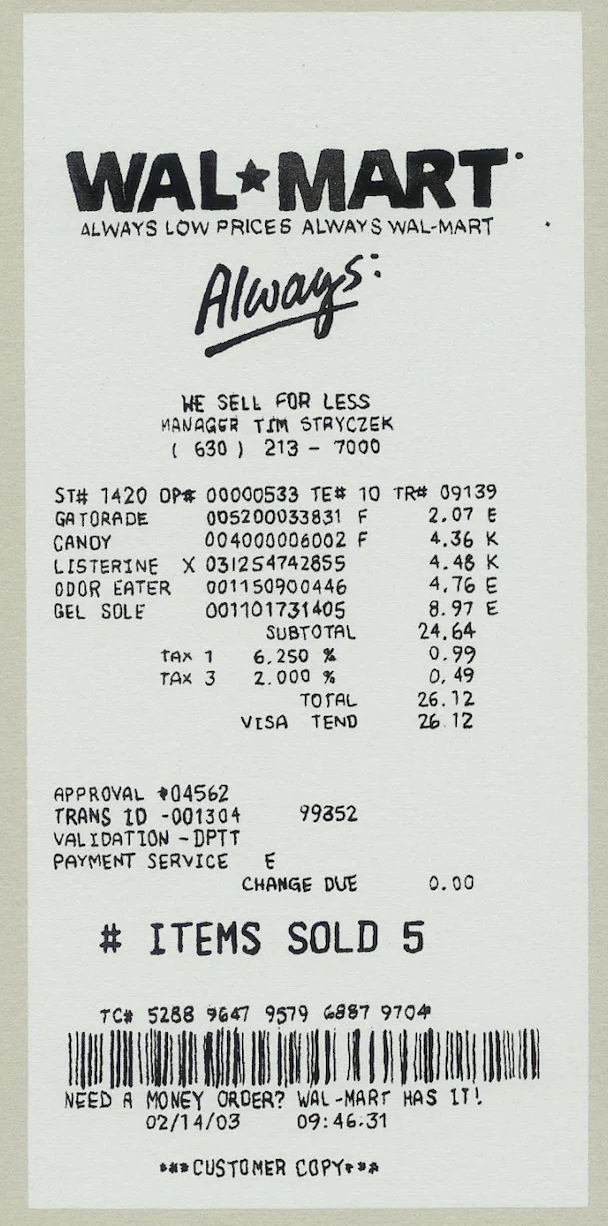 WAL★MART
ALWAYS LOW PRICES ALWAYS WAL-MART
Always:
WE SELL FOR LESS
MANAGER TIM STRYCZEK
( 630 ) 213 - 7000
ST# 1420 OP# 00000533 TE# 10 TR# 09139
GATORADE 005200033831 F 2.07 E
CANDY 004000006002 F 4.36 K
LISTERINE X 031254742855 4.48 K
ODOR EATER 001150900446 4.76 E
GEL SOLE 001101731405 8.97 E
SUBTOTAL 24.64
TAX 1 6.250 % 0.99
TAX 3 2.000 % 0.49
TOTAL 26.12
VISA TEND 26.12
APPROVAL #04562
TRANS ID -001304 99352
VALIDATION -DPTT
PAYMENT SERVICE E
CHANGE DUE 0.00
# ITEMS SOLD 5
TC# 5288 9647 9579 6887 9704
NEED A MONEY ORDER? WAL-MART HAS IT!
02/14/03 09:46:31
***CUSTOMER COPY***